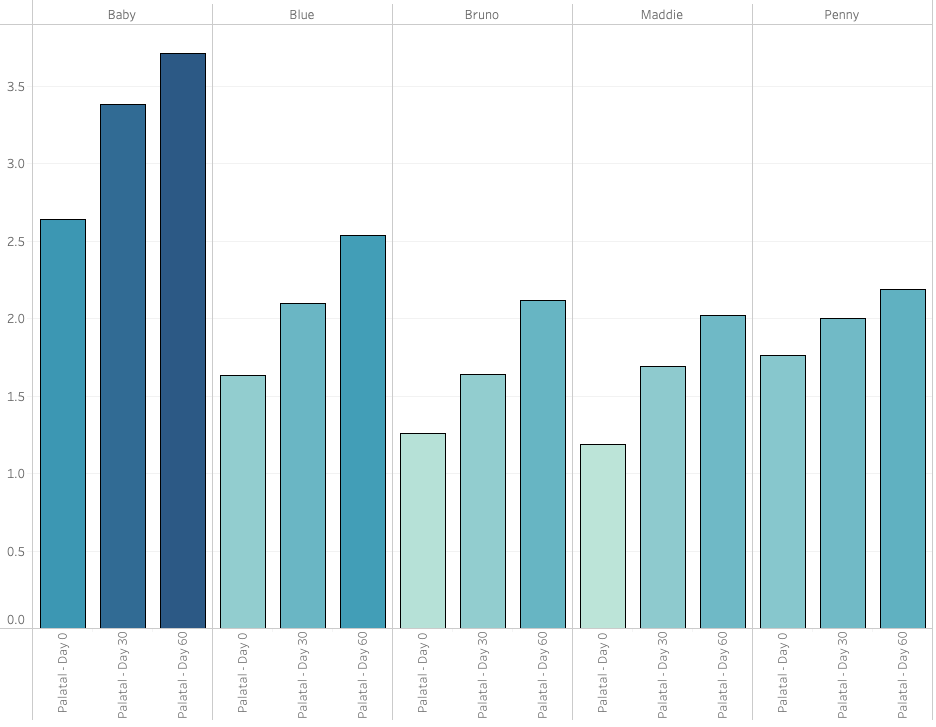 Baby Blue Bruno Maddie Penny
3.5
3.0
2.5
2.0
1.5
1.0
0.5
0.0
Palatal - Day 0
Palatal - Day 30
Palatal - Day 60
Palatal - Day 0
Palatal - Day 30
Palatal - Day 60
Palatal - Day 0
Palatal - Day 30
Palatal - Day 60
Palatal - Day 0
Palatal - Day 30
Palatal - Day 60
Palatal - Day 0
Palatal - Day 30
Palatal - Day 60